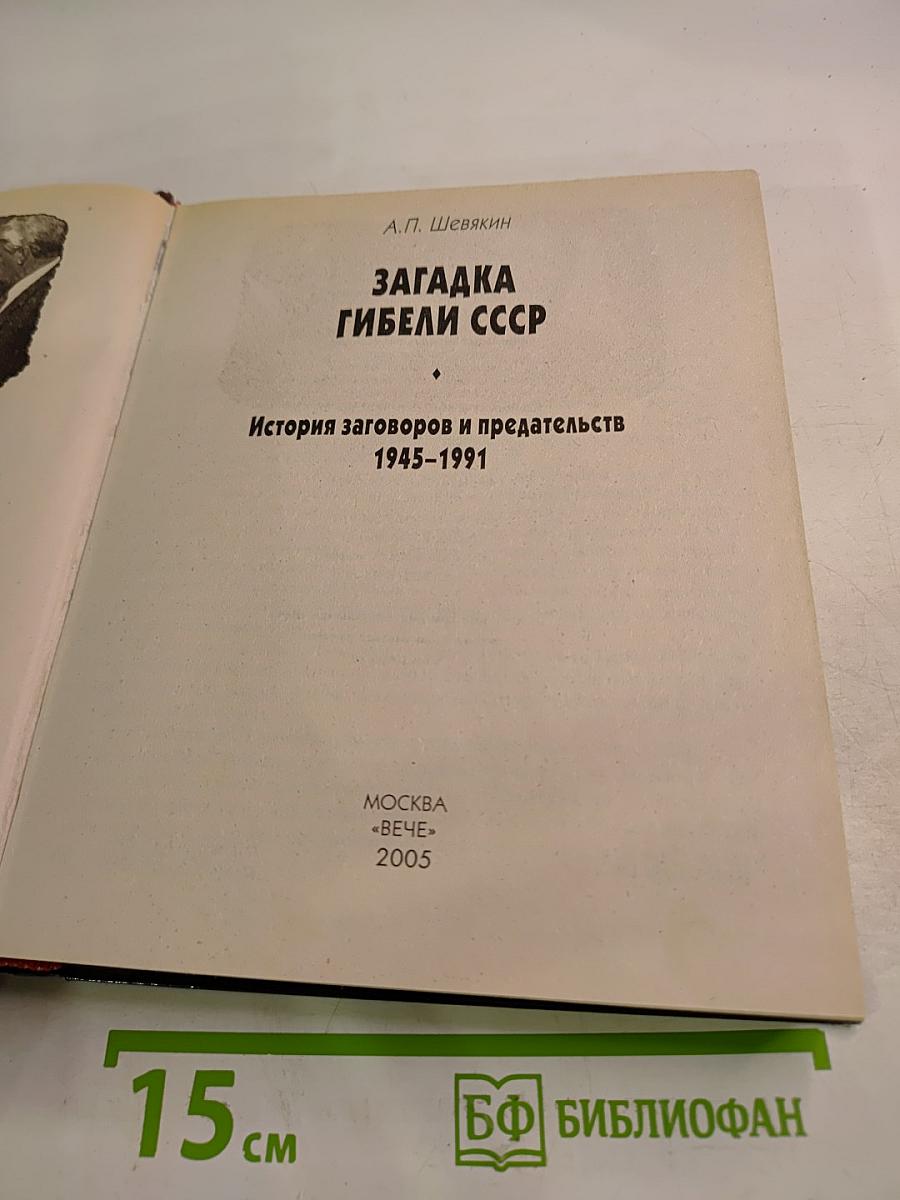 А.П. Шевякин
ЗАГАДКА
ГИБЕЛИ СССР
История заговоров и предательств
1945–1991
МОСКВА
«ВЕЧЕ»
2005
15 см
БФ БИБЛИОФАН